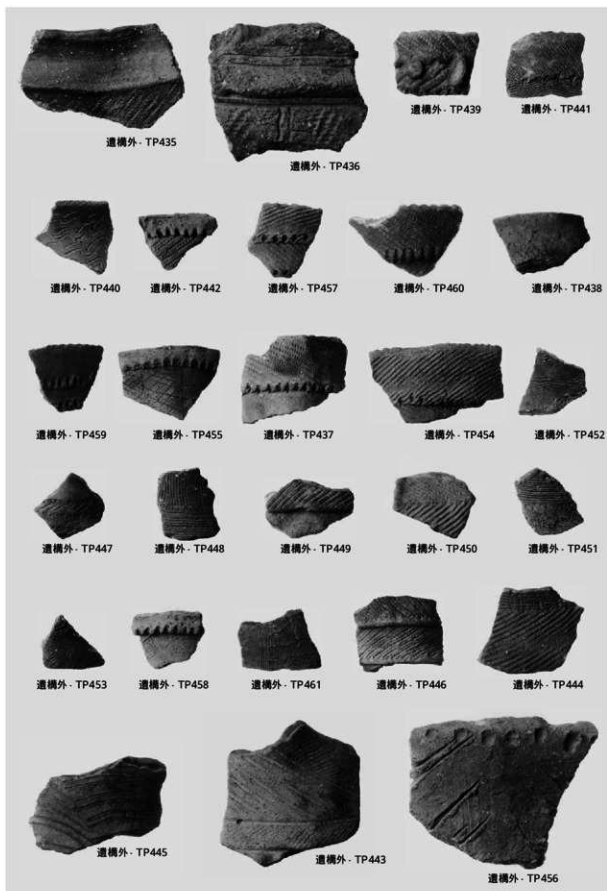 遺構外 - TP435
遺構外 - TP436
遺構外 - TP439
遺構外 - TP441
遺構外 - TP440
遺構外 - TP442
遺構外 - TP457
遺構外 - TP460
遺構外 - TP438
遺構外 - TP459
遺構外 - TP455
遺構外 - TP437
遺構外 - TP454
遺構外 - TP452
遺構外 - TP447
遺構外 - TP448
遺構外 - TP449
遺構外 - TP450
遺構外 - TP451
遺構外 - TP453
遺構外 - TP458
遺構外 - TP461
遺構外 - TP446
遺構外 - TP444
遺構外 - TP445
遺構外 - TP443
遺構外 - TP456